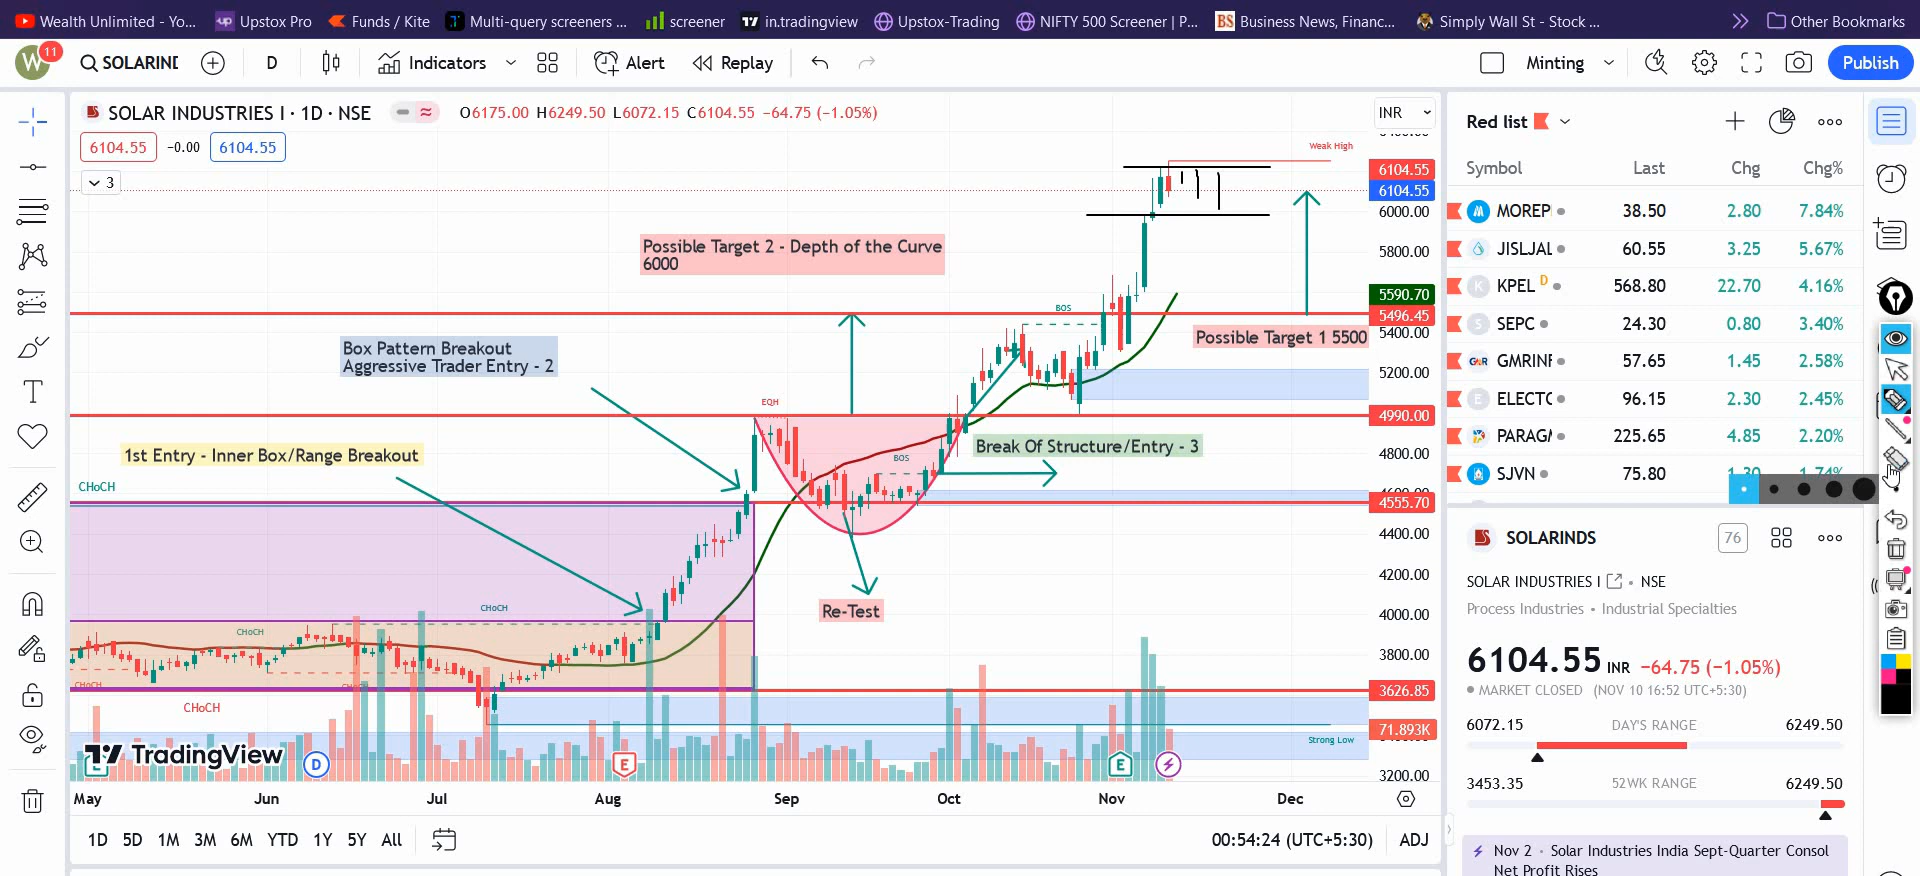 Wealth Unlimited - Yo...
Upstox Pro
Funds / Kite
Multi-query screeners ...
screener
in.tradingview
Upstox-Trading
NIFTY 500 Screener | P...
BS
Business News, Financ...
Simply Wall St - Stock ...
Other Bookmarks
W
11
SOLARIND
D
Indicators
Alert
Replay
Minting
Publish
SOLAR INDUSTRIES I · 1D · NSE
O6175.00 H6249.50 L6072.15 C6104.55 −64.75 (−1.05%)
INR
6104.55
−0.00
6104.55
3
Weak High
6104.55
6104.55
6000.00
Possible Target 2 - Depth of the Curve
6000
5800.00
5590.70
BOS
5496.45
5400.00
Possible Target 1 5500
Box Pattern Breakout
Aggressive Trader Entry - 2
5200.00
EQH
4990.00
1st Entry - Inner Box/Range Breakout
BOS
Break Of Structure/Entry - 3
4800.00
CHoCH
4555.70
4400.00
4200.00
CHoCH
Re-Test
4000.00
CHoCH
3800.00
CHoCH
3626.85
CHoCH
71.893K
Strong Low
TradingView
D
E
E
3200.00
May
Jun
Jul
Aug
Sep
Oct
Nov
Dec
1D
5D
1M
3M
6M
YTD
1Y
5Y
All
00:54:24 (UTC+5:30)
ADJ
Red list
Symbol
Last
Chg
Chg%
MOREP
38.50
2.80
7.84%
JISLJAL
60.55
3.25
5.67%
K
KPEL
D
568.80
22.70
4.16%
S
SEPC
24.30
0.80
3.40%
GMRINF
57.65
1.45
2.58%
E
ELECTC
96.15
2.30
2.45%
PARAG
225.65
4.85
2.20%
SJVN
75.80
1.30
1.74%
SOLARINDS
76
SOLAR INDUSTRIES I
• NSE
Process Industries • Industrial Specialties
6104.55 INR −64.75 (−1.05%)
MARKET CLOSED (NOV 10 16:52 UTC+5:30)
6072.15
DAY'S RANGE
6249.50
3453.35
52WK RANGE
6249.50
Nov 2 · Solar Industries India Sept-Quarter Consol
Net Profit Rises